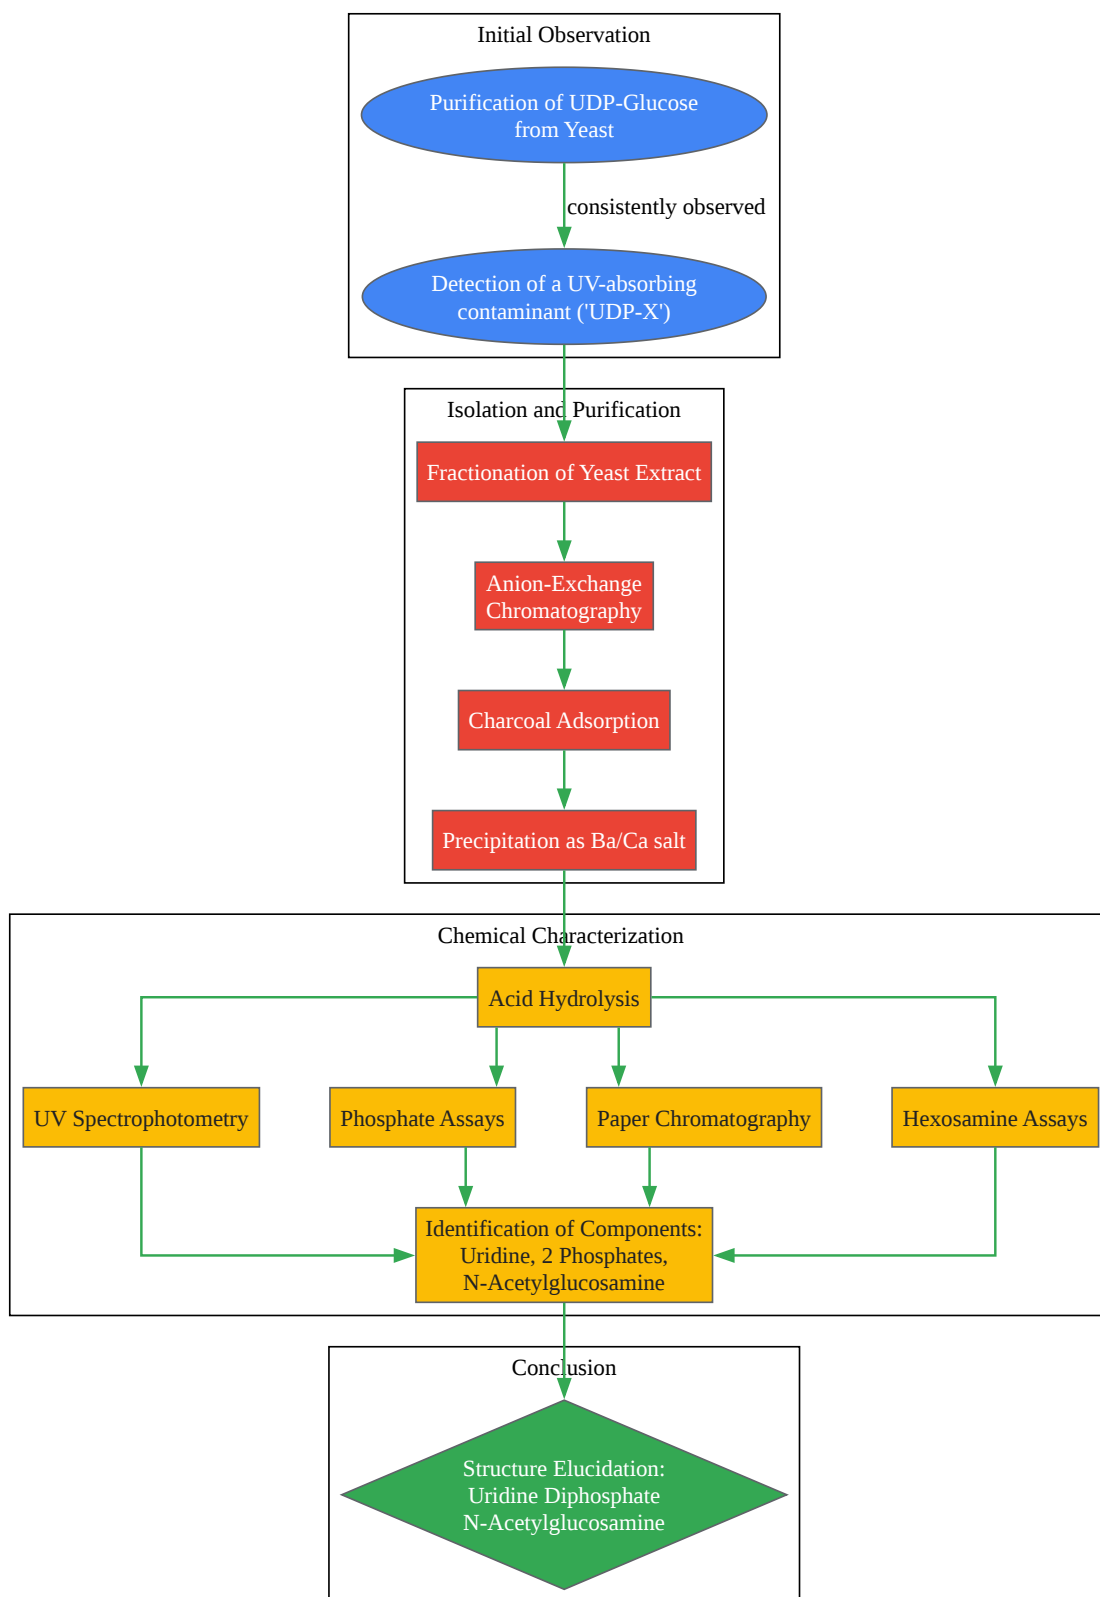 Initial Observation
Purification of UDP-Glucose
from Yeast
consistently observed
Detection of a UV-absorbing
contaminant ('UDP-X')
Isolation and Purification
Fractionation of Yeast Extract
Anion-Exchange
Chromatography
Charcoal Adsorption
Precipitation as Ba/Ca salt
Chemical Characterization
Acid Hydrolysis
UV Spectrophotometry
Phosphate Assays
Paper Chromatography
Hexosamine Assays
Identification of Components:
Uridine, 2 Phosphates,
N-Acetylglucosamine
Conclusion
Structure Elucidation:
Uridine Diphosphate
N-Acetylglucosamine